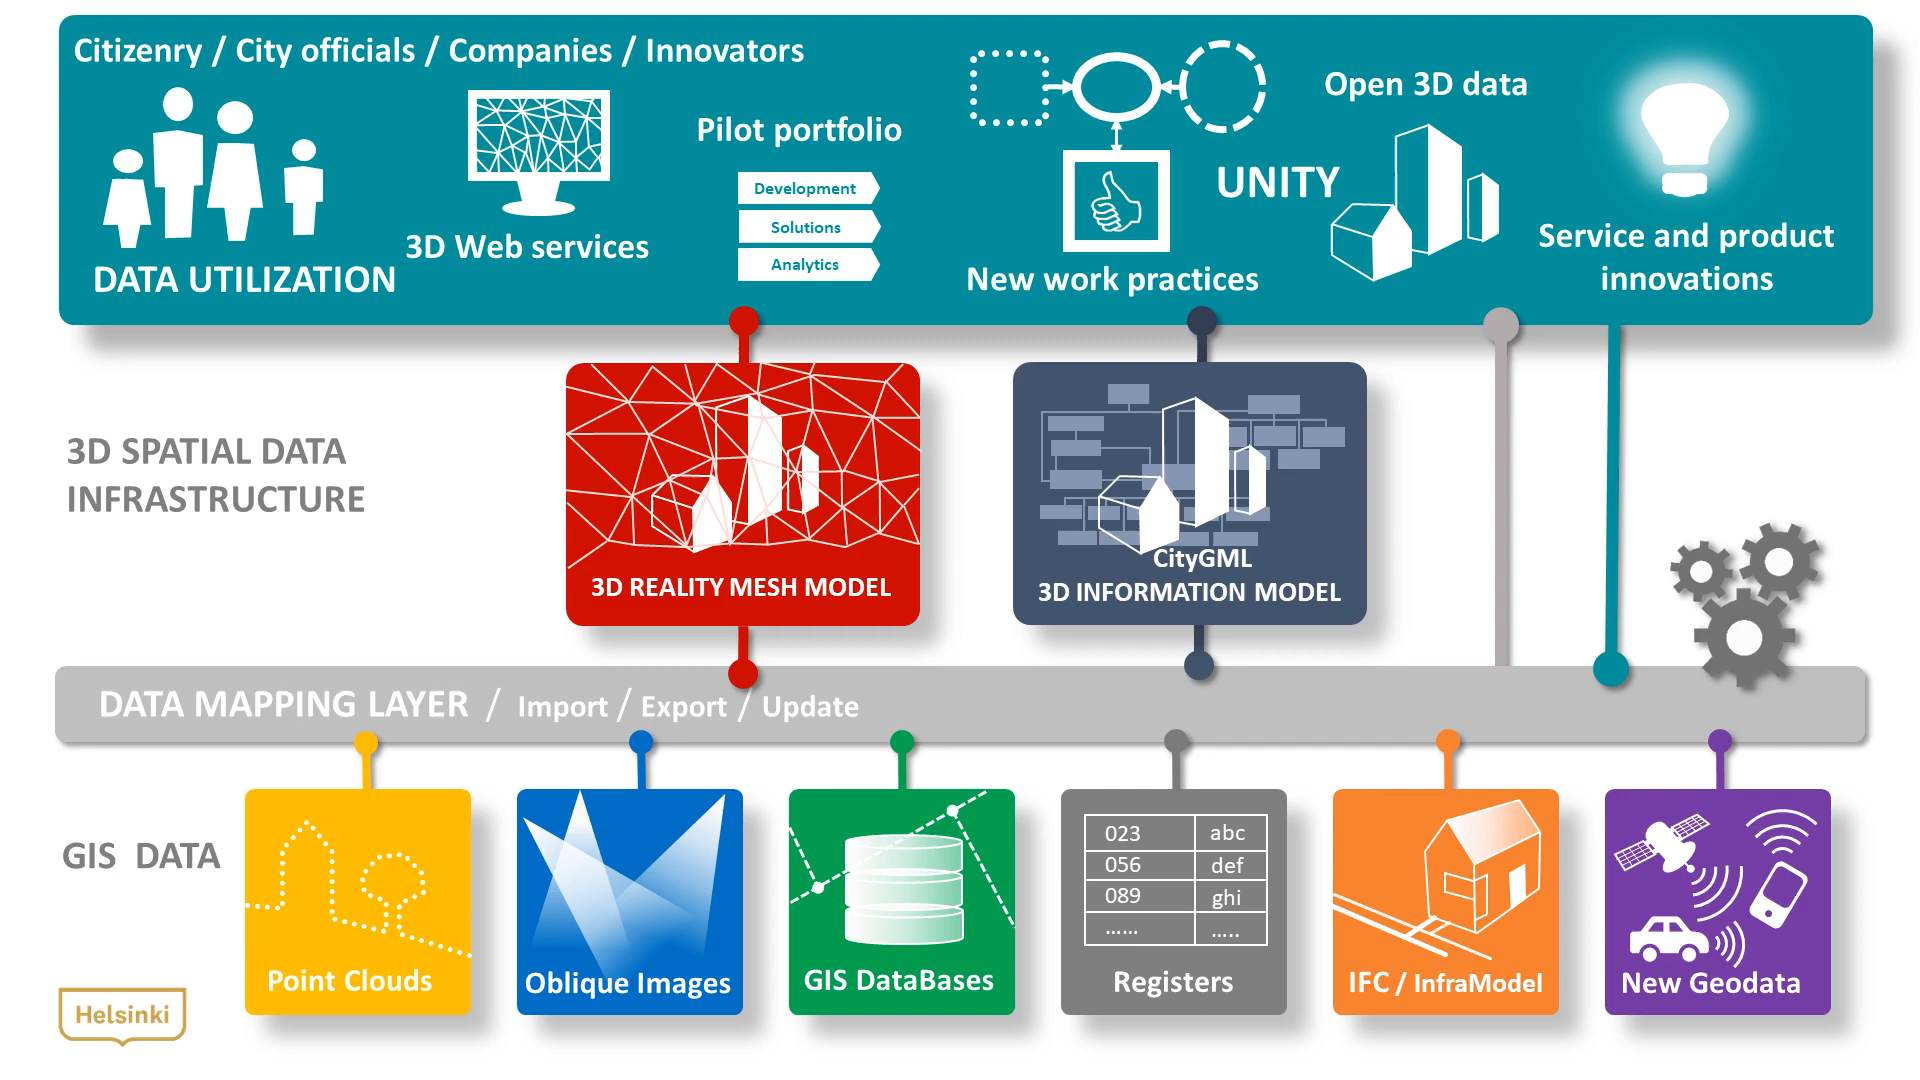 Citizenry / City officials / Companies / Innovators
DATA UTILIZATION
3D Web services
Pilot portfolio
Development
Solutions
Analytics
New work practices
UNITY
Open 3D data
Service and product
innovations
3D SPATIAL DATA
INFRASTRUCTURE
3D REALITY MESH MODEL
CityGML
3D INFORMATION MODEL
DATA MAPPING LAYER / Import / Export / Update
GIS DATA
Point Clouds
Oblique Images
GIS DataBases
023 abc
056 def
089 ghi
...... .....
Registers
IFC / InfraModel
New Geodata
Helsinki